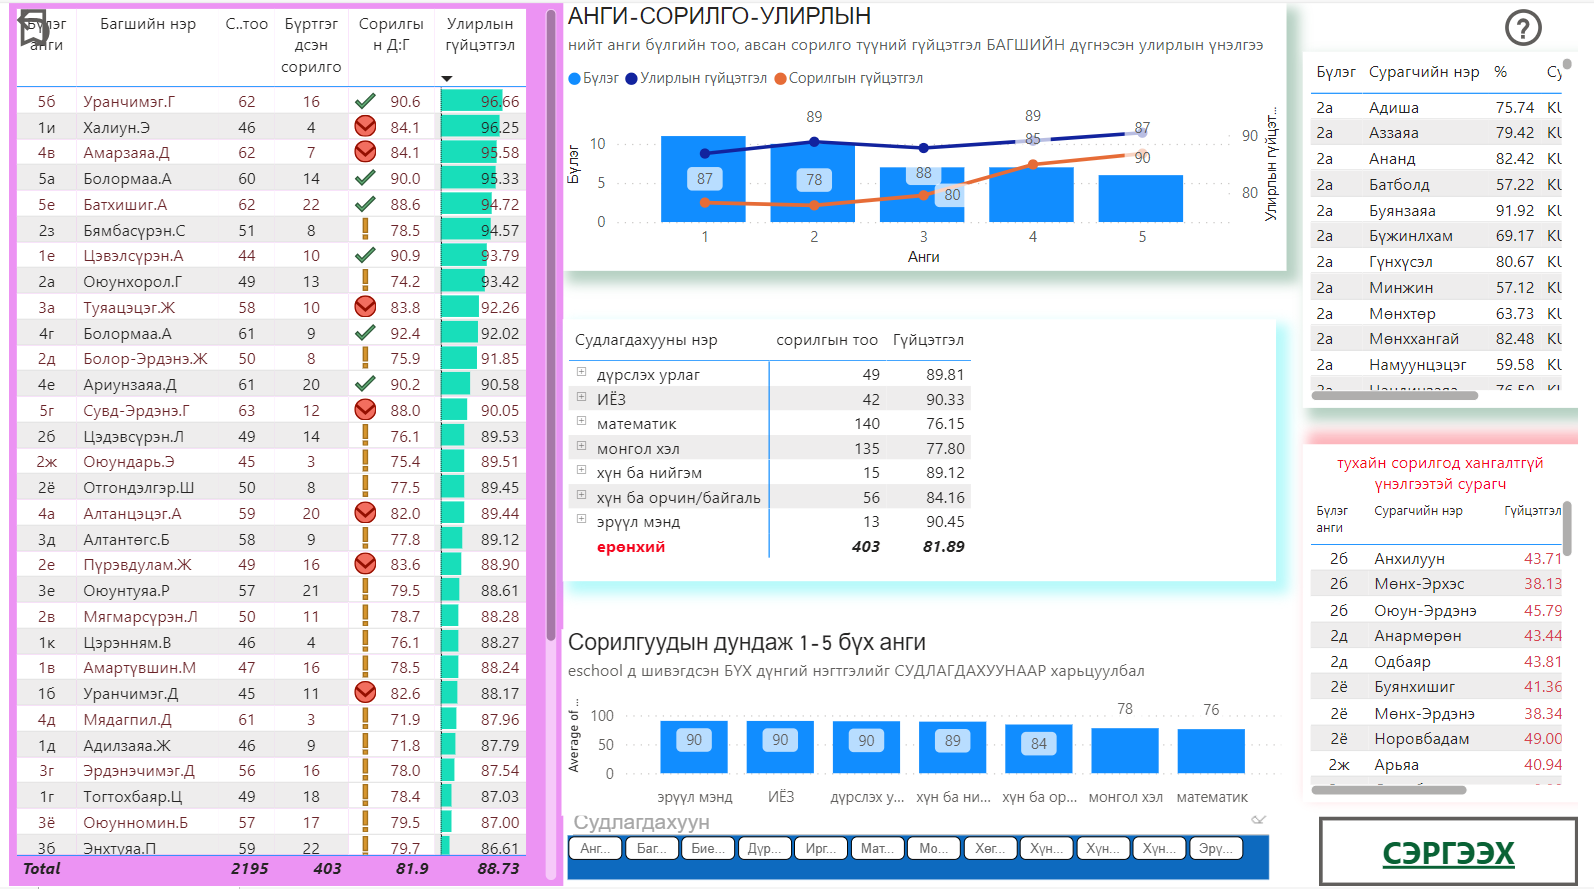 Бүлэг анги Багшийн нэр С..тоо Бүртгэгдсэн сорилго Сорилгын Д:Г Улирлын гүйцэтгэл
5б Уранчимэг.Г 62 16 90.6 96.66
1и Халиун.Э 46 4 84.1 96.25
4в Амарзаяа.Д 62 7 84.1 95.58
5а Болормаа.А 60 14 90.0 95.33
5е Батхишиг.А 62 22 88.6 94.72
2з Бямбасүрэн.С 51 8 78.5 94.57
1е Цэвэлсүрэн.А 44 10 90.9 93.79
2а Оюунхорол.Г 49 13 74.2 93.42
3а Туяацэцэг.Ж 58 10 83.8 92.26
4г Болормаа.А 61 9 92.4 92.02
2д Болор-Эрдэнэ.Ж 50 8 75.9 91.85
4е Ариунзаяа.Д 61 20 90.2 90.58
5г Сувд-Эрдэнэ.Г 63 12 88.0 90.05
2б Цэдэвсүрэн.Л 49 14 76.1 89.53
2ж Оюундарь.Э 45 3 75.4 89.51
2ё Отгондэлгэр.Ш 50 8 77.5 89.45
4а Алтанцэцэг.А 59 20 82.0 89.44
3д Алтантөгс.Б 58 9 77.8 89.12
2е Пүрэвдулам.Ж 49 16 83.6 88.90
3е Оюунтуяа.Р 57 21 79.5 88.61
2в Мягмарсүрэн.Л 50 11 78.7 88.28
1к Цэрэнням.В 46 4 76.1 88.27
1в Амартүвшин.М 47 16 78.5 88.24
1б Уранчимэг.Д 45 11 82.6 88.17
4д Мядагпил.Д 61 3 71.9 87.96
1д Адилзаяа.Ж 46 9 71.8 87.79
3г Эрдэнэчимэг.Д 56 16 78.0 87.54
1г Тогтохбаяр.Ц 49 18 78.4 87.03
3ё Оюунномин.Б 57 17 79.5 87.00
3б Энхтуяа.П 59 22 79.7 86.61
Total 2195 403 81.9 88.73
АНГИ-СОРИЛГО-УЛИРЛЫН
нийт анги бүлгийн тоо, авсан сорилго түүний гүйцэтгэл БАГШИЙН дүгнэсэн улирлын үнэлгээ
Бүлэг Улирлын гүйцэтгэл Сорилгын гүйцэтгэл
Бүлэг
10
5
0
87 89 78 88 80 89 85 87 90
90
80
Улирлын гүйцэт...
1 2 3 4 5
Анги
Судлагдахууны нэр сорилгын тоо Гүйцэтгэл
дүрслэх урлаг 49 89.81
ИЁЗ 42 90.33
математик 140 76.15
монгол хэл 135 77.80
хүн ба нийгэм 15 89.12
хүн ба орчин/байгаль 56 84.16
эрүүл мэнд 13 90.45
ерөнхий 403 81.89
Сорилгуудын дундаж 1-5 бүх анги
eschool д шивэгдсэн БҮХ дүнгий нэгтгэлийг СУДЛАГДАХУУНААР харьцуулбал
Average of ...
100
50
0
90 90 90 89 84 78 76
эрүүл мэнд ИЁЗ дүрслэх у... хүн ба ни... хүн ба ор... монгол хэл математик
Судлагдахуун
Анг... Баг... Бие... Дүр... Ирг... Мат... Мо... Хөг... Хүн... Хүн... Хүн... Эрү...
?
Бүлэг Сурагчийн нэр % Су
2а Адиша 75.74 KU
2а Аззаяа 79.42 KU
2а Ананд 82.42 KU
2а Батболд 57.22 KU
2а Буянзаяа 91.92 KU
2а Бүжинлхам 69.17 KU
2а Гүнхүсэл 80.67 KU
2а Минжин 57.12 KU
2а Мөнхтөр 63.73 KU
2а Мөнххангай 82.48 KU
2а Намуунцэцэг 59.58 KU
2а Нандинзаяа 76.50 KU
тухайн сорилгод хангалтгүй
үнэлгээтэй сурагч
Бүлэг анги Сурагчийн нэр Гүйцэтгэл
2б Анхилуун 43.71
2б Мөнх-Эрхэс 38.13
2б Оюун-Эрдэнэ 45.79
2д Анармөрөн 43.44
2д Одбаяр 43.81
2ё Буянхишиг 41.36
2ё Мөнх-Эрдэнэ 38.34
2ё Норовбадам 49.00
2ж Арьяа 40.94
СЭРГЭЭХ